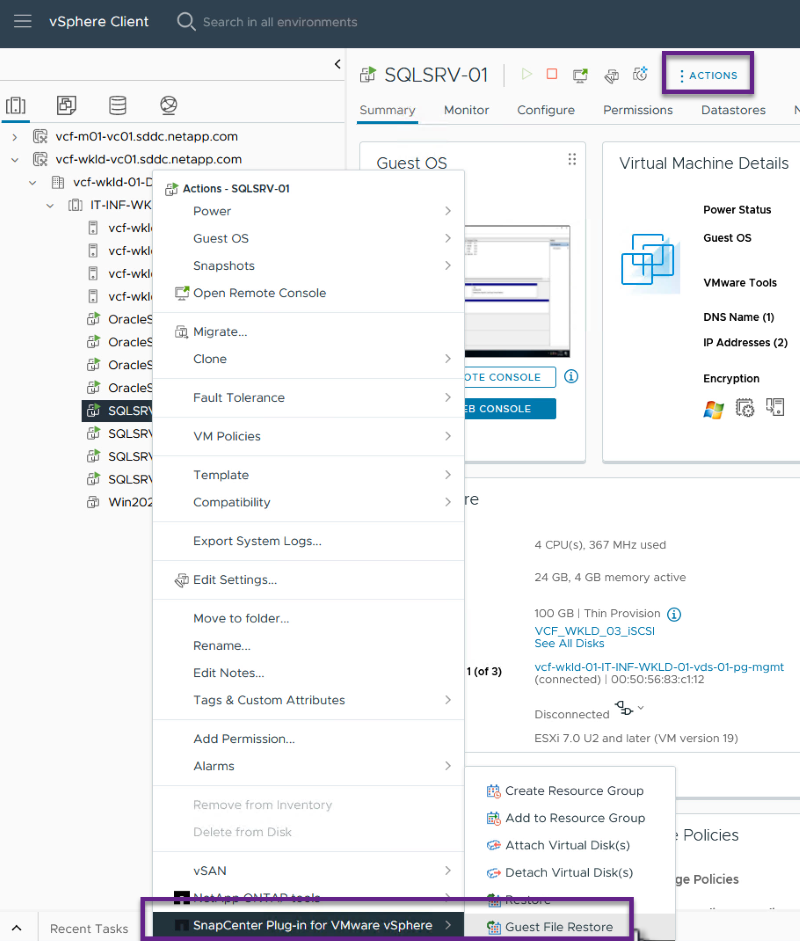 vSphere Client
Search in all environments
SQLSRV-01
ACTIONS
Summary
Monitor
Configure
Permissions
Datastores
N
vcf-m01-vc01.sddc.netapp.com
vcf-wkld-vc01.sddc.netapp.com
vcf-wkld-01-D
IT-INF-WK
vcf-wkl
vcf-wkl
vcf-wkl
vcf-wkl
OracleS
OracleS
OracleS
OracleS
SQLSRV
SQLSRV
SQLSRV
SQLSRV
Win202
Actions - SQLSRV-01
Power
Guest OS
Snapshots
Open Remote Console
Migrate...
Clone
Fault Tolerance
VM Policies
Template
Compatibility
Export System Logs...
Edit Settings...
Move to folder...
Rename...
Edit Notes...
Tags & Custom Attributes
Add Permission...
Alarms
Remove from Inventory
Delete from Disk
vSAN
NetApp ONTAP tools
SnapCenter Plug-in for VMware vSphere
Create Resource Group
Add to Resource Group
Attach Virtual Disk(s)
Detach Virtual Disk(s)
Restore
Guest File Restore
Guest OS
OTE CONSOLE
EB CONSOLE
Virtual Machine Details
Power Status
Guest OS
VMware Tools
DNS Name (1)
IP Addresses (2)
Encryption
re
4 CPU(s), 367 MHz used
24 GB, 4 GB memory active
100 GB | Thin Provision
VCF_WKLD_03_iSCSI
See All Disks
1 (of 3)
vcf-wkld-01-IT-INF-WKLD-01-vds-01-pg-mgmt
(connected) | 00:50:56:83:c1:12
Disconnected
ESXi 7.0 U2 and later (VM version 19)
e Policies
ge Policies
Recent Tasks